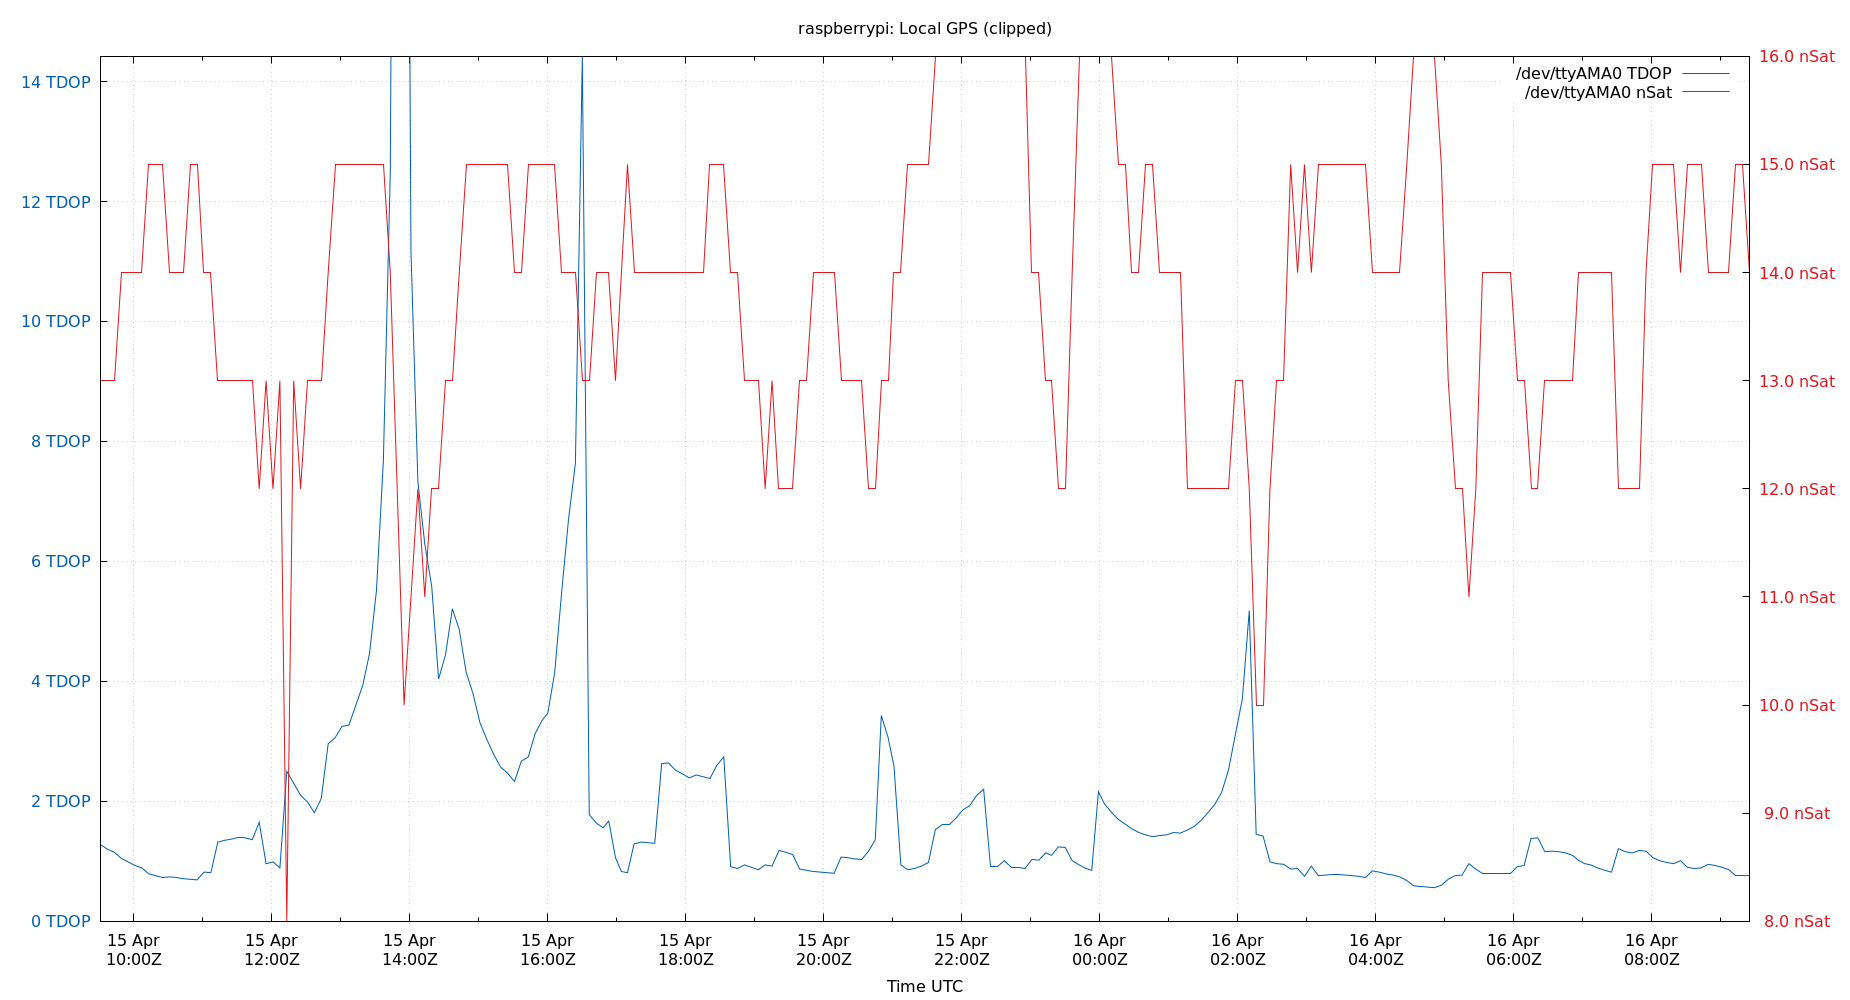 raspberrypi: Local GPS (clipped)
16.0 nSat
/dev/ttyAMA0 TDOP
14 TDOP
/dev/ttyAMA0 nSat
15.0 nSat
12 TDOP
14.0 nSat
10 TDOP
13.0 nSat
8 TDOP
12.0 nSat
6 TDOP
11.0 nSat
4 TDOP
10.0 nSat
2 TDOP
9.0 nSat
0 TDOP
8.0 nSat
15 Apr 15 Apr 15 Apr 15 Apr 15 Apr 15 Apr 15 Apr 16 Apr 16 Apr 16 Apr 16 Apr 16 Apr
10:00Z 12:00Z 14:00Z 16:00Z 18:00Z 20:00Z 22:00Z 00:00Z 02:00Z 04:00Z 06:00Z 08:00Z
Time UTC